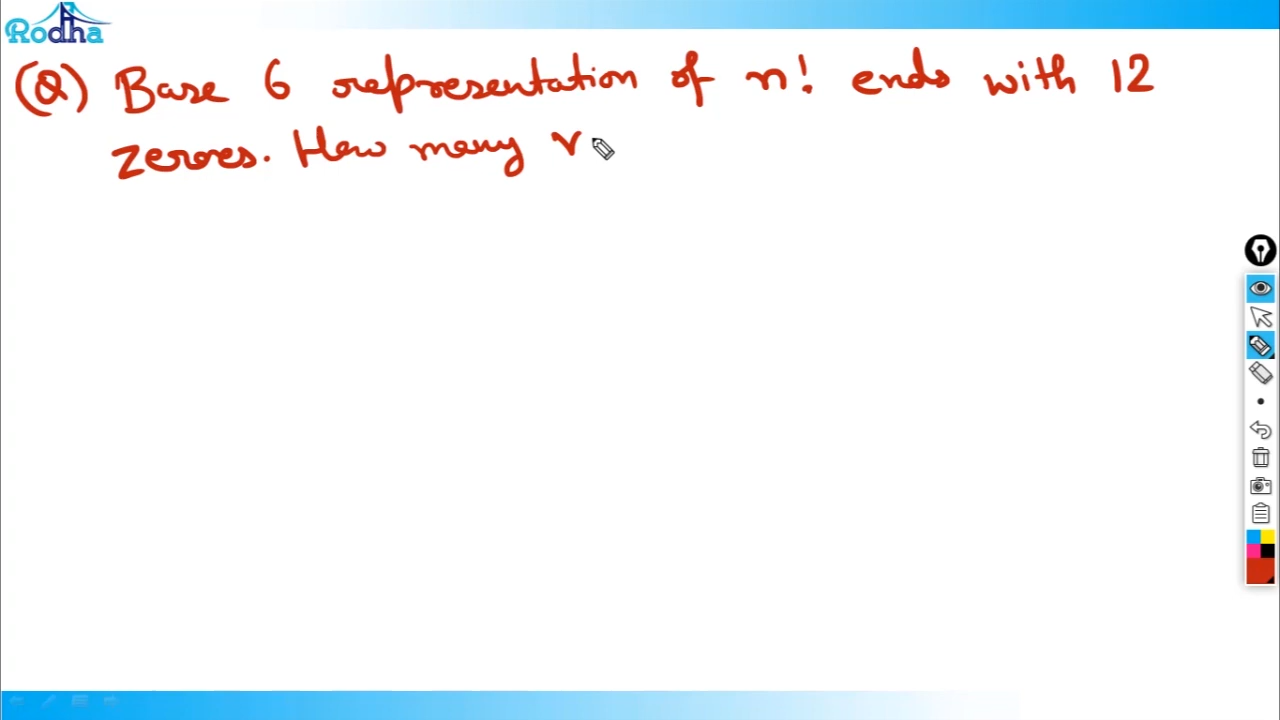 Rodha
(Q) Base 6 representation of n! ends with 12
zeroes. How many v